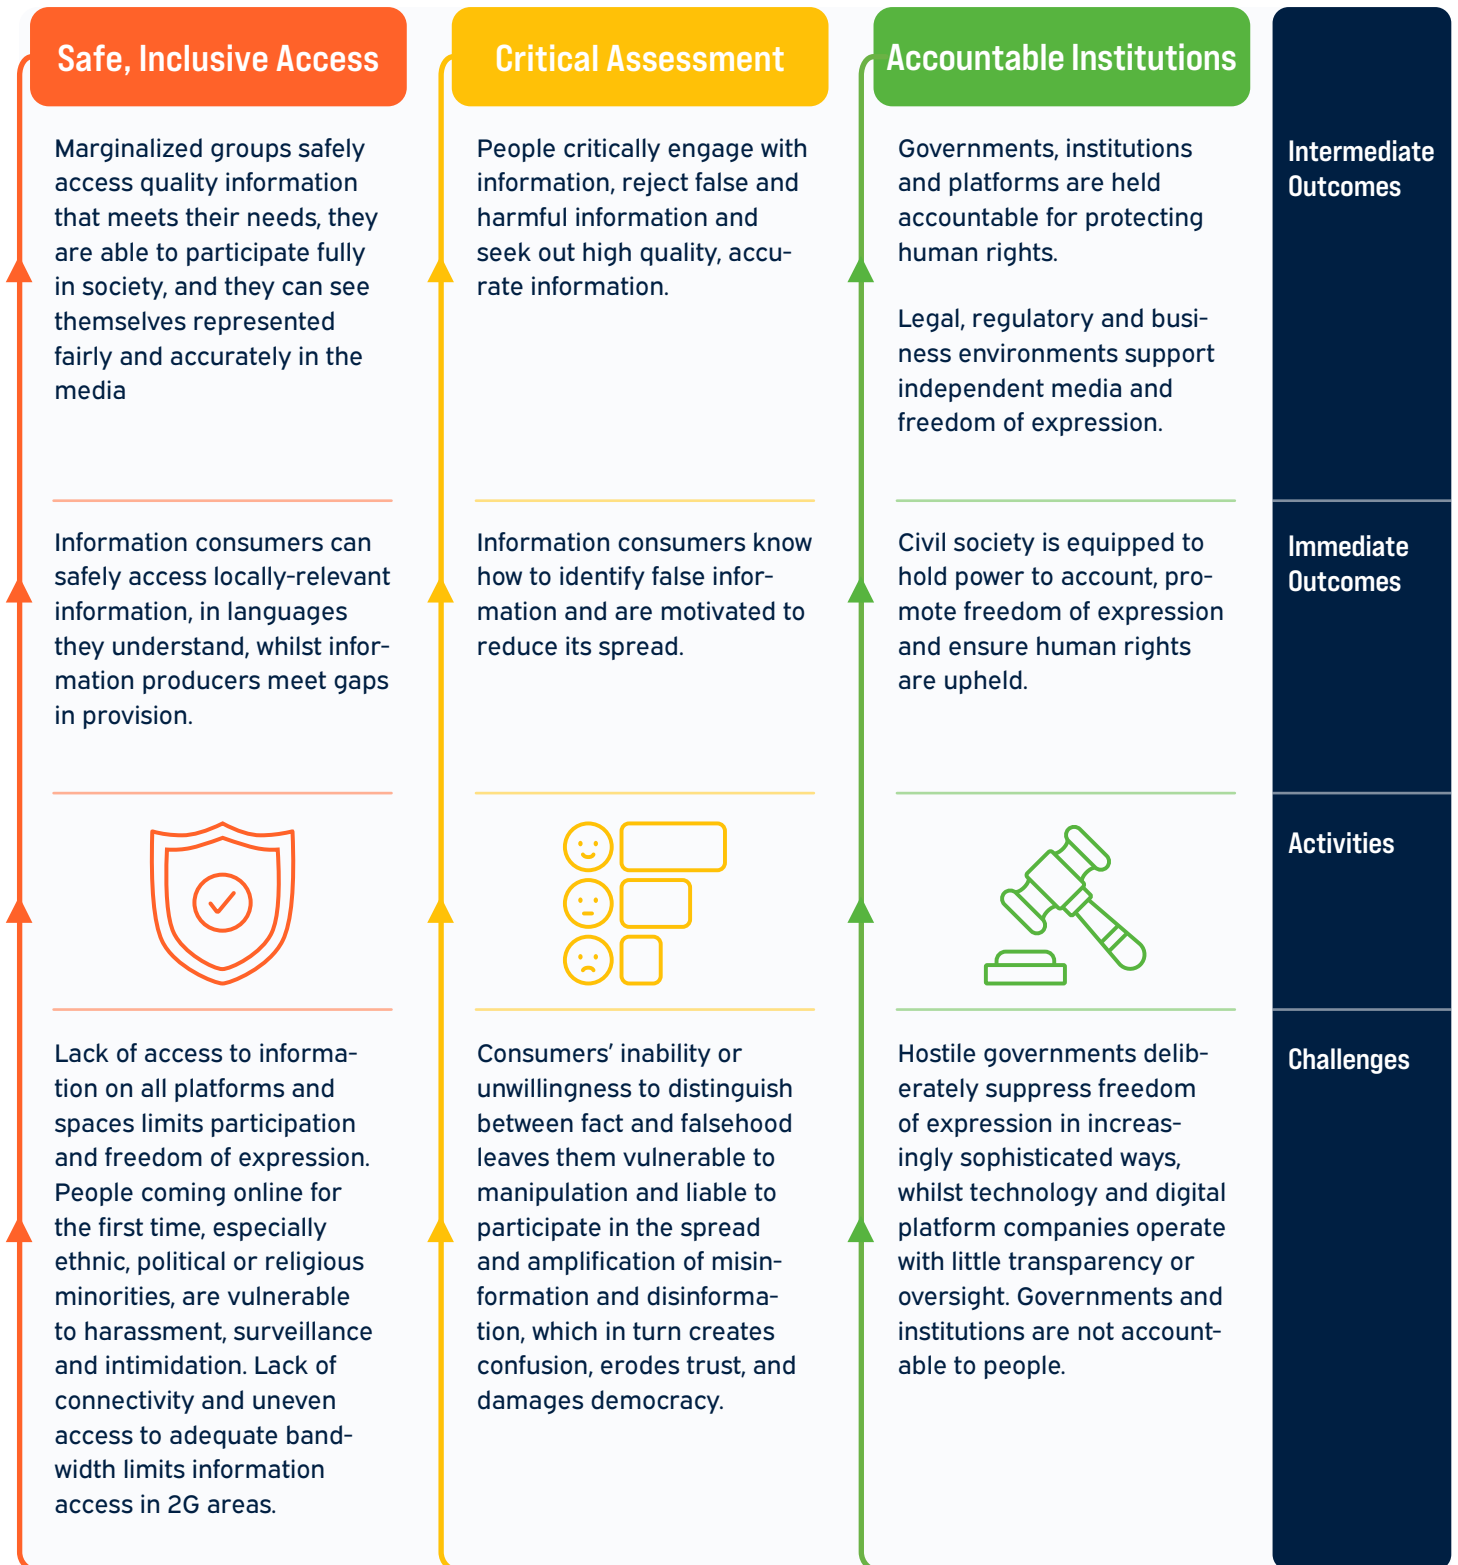 Safe, Inclusive Access
Critical Assessment
Accountable Institutions
Marginalized groups safely
access quality information
that meets their needs, they
are able to participate fully
in society, and they can see
themselves represented
fairly and accurately in the
media
People critically engage with
information, reject false and
harmful information and
seek out high quality, accu-
rate information.
Governments, institutions
and platforms are held
accountable for protecting
human rights.
Legal, regulatory and busi-
ness environments support
independent media and
freedom of expression.
Intermediate
Outcomes
Information consumers can
safely access locally-relevant
information, in languages
they understand, whilst infor-
mation producers meet gaps
in provision.
Information consumers know
how to identify false infor-
mation and are motivated to
reduce its spread.
Civil society is equipped to
hold power to account, pro-
mote freedom of expression
and ensure human rights
are upheld.
Immediate
Outcomes
Activities
Lack of access to informa-
tion on all platforms and
spaces limits participation
and freedom of expression.
People coming online for
the first time, especially
ethnic, political or religious
minorities, are vulnerable
to harassment, surveillance
and intimidation. Lack of
connectivity and uneven
access to adequate band-
width limits information
access in 2G areas.
Consumers’ inability or
unwillingness to distinguish
between fact and falsehood
leaves them vulnerable to
manipulation and liable to
participate in the spread
and amplification of misin-
formation and disinforma-
tion, which in turn creates
confusion, erodes trust, and
damages democracy.
Hostile governments delib-
erately suppress freedom
of expression in increas-
ingly sophisticated ways,
whilst technology and digital
platform companies operate
with little transparency or
oversight. Governments and
institutions are not account-
able to people.
Challenges